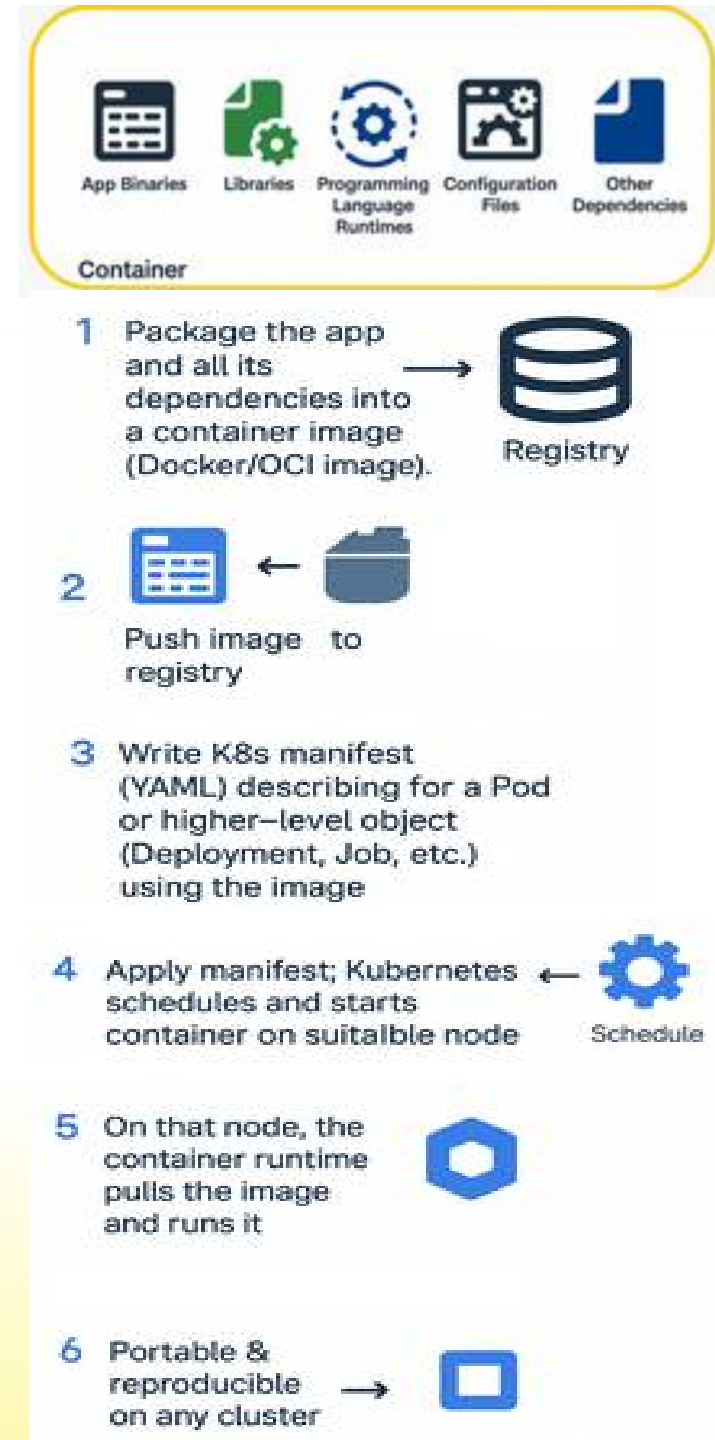 App Binaries
Libraries
Programming
Language
Runtimes
Configuration
Files
Other
Dependencies
Container
1 Package the app
and all its
dependencies into
a container image
(Docker/OCI image).
Registry
2
Push image to
registry
3 Write K8s manifest
(YAML) describing for a Pod
or higher-level object
(Deployment, Job, etc.)
using the image
4 Apply manifest; Kubernetes
schedules and starts
container on suitalble node
Schedule
5 On that node, the
container runtime
pulls the image
and runs it
6 Portable &
reproducible
on any cluster